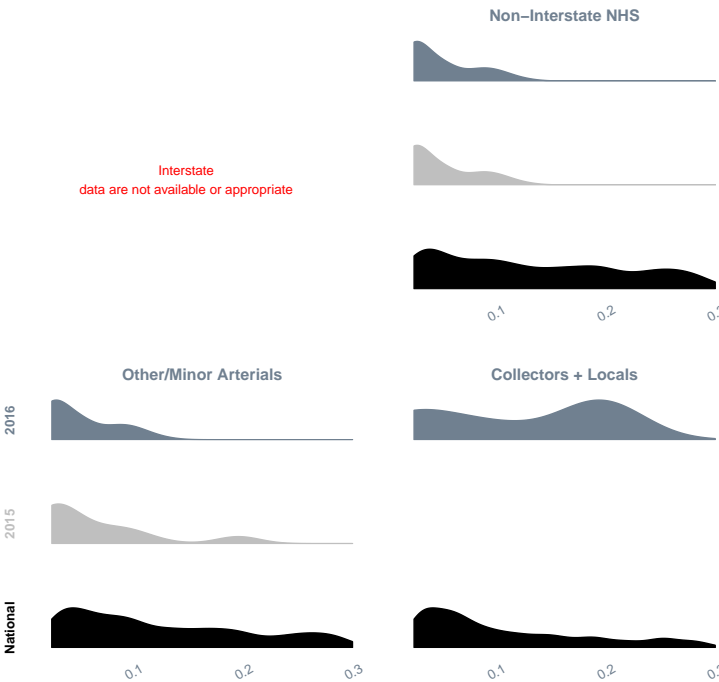 Non−Interstate NHS
Interstate
data are not available or appropriate
0.1
0.2
Other/Minor Arterials
Collectors + Locals
2016
2015
National
0.1
0.2
0.3
0.1
0.2